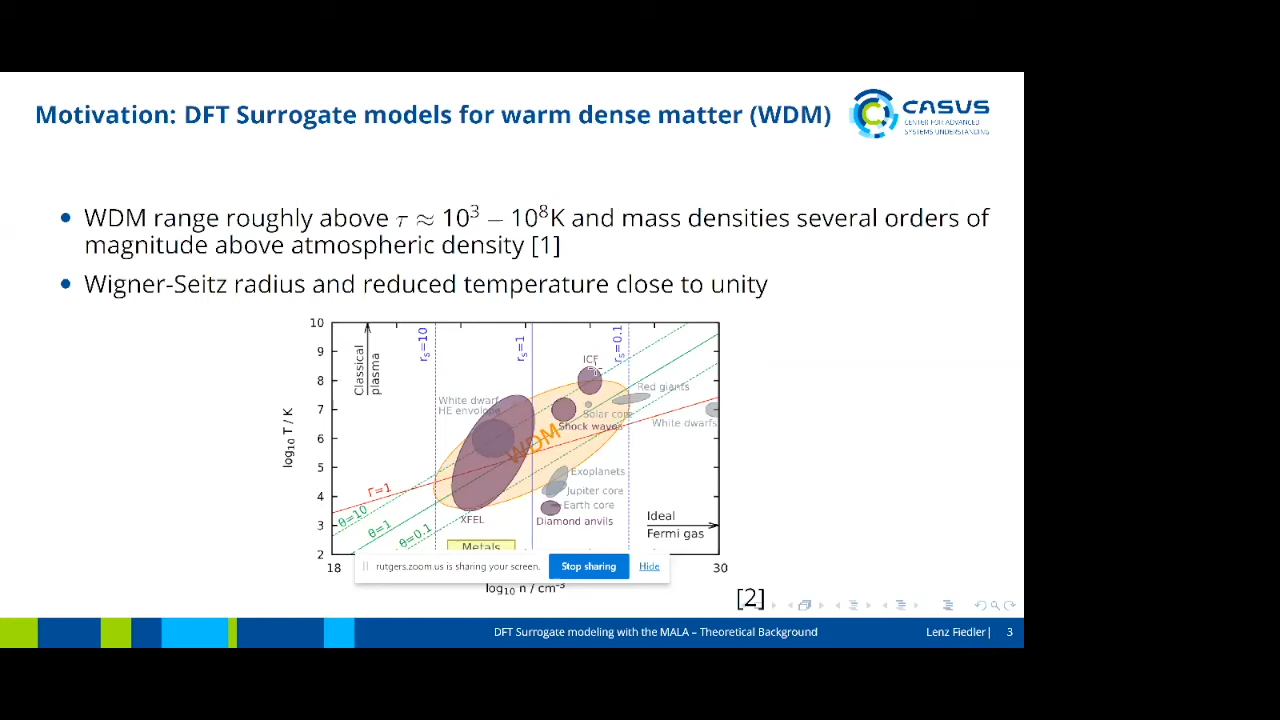 Motivation: DFT Surrogate models for warm dense matter (WDM)
CASUS
CENTER FOR ADVANCED
SYSTEMS UNDERSTANDING
WDM range roughly above τ ≈ 10³ − 10⁸K and mass densities several orders of
magnitude above atmospheric density [1]
Wigner-Seitz radius and reduced temperature close to unity
10
9
8
7
6
5
4
3
2
log₁₀ T / K
Classical
plasma
rₛ=10
rₛ=1
rₛ=0.1
ICF
Red giants
White dwarf
HE envelope
Solar core
Shock waves
White dwarfs
WDM
Exoplanets
Jupiter core
Earth core
Diamond anvils
XFEL
Γ=1
θ=10
θ=1
θ=0.1
Ideal
Fermi gas
Metals
18
30
log₁₀ n / cm⁻³
rutgers.zoom.us is sharing your screen.
Stop sharing
Hide
[2]
DFT Surrogate modeling with the MALA – Theoretical Background
Lenz Fiedler| 3